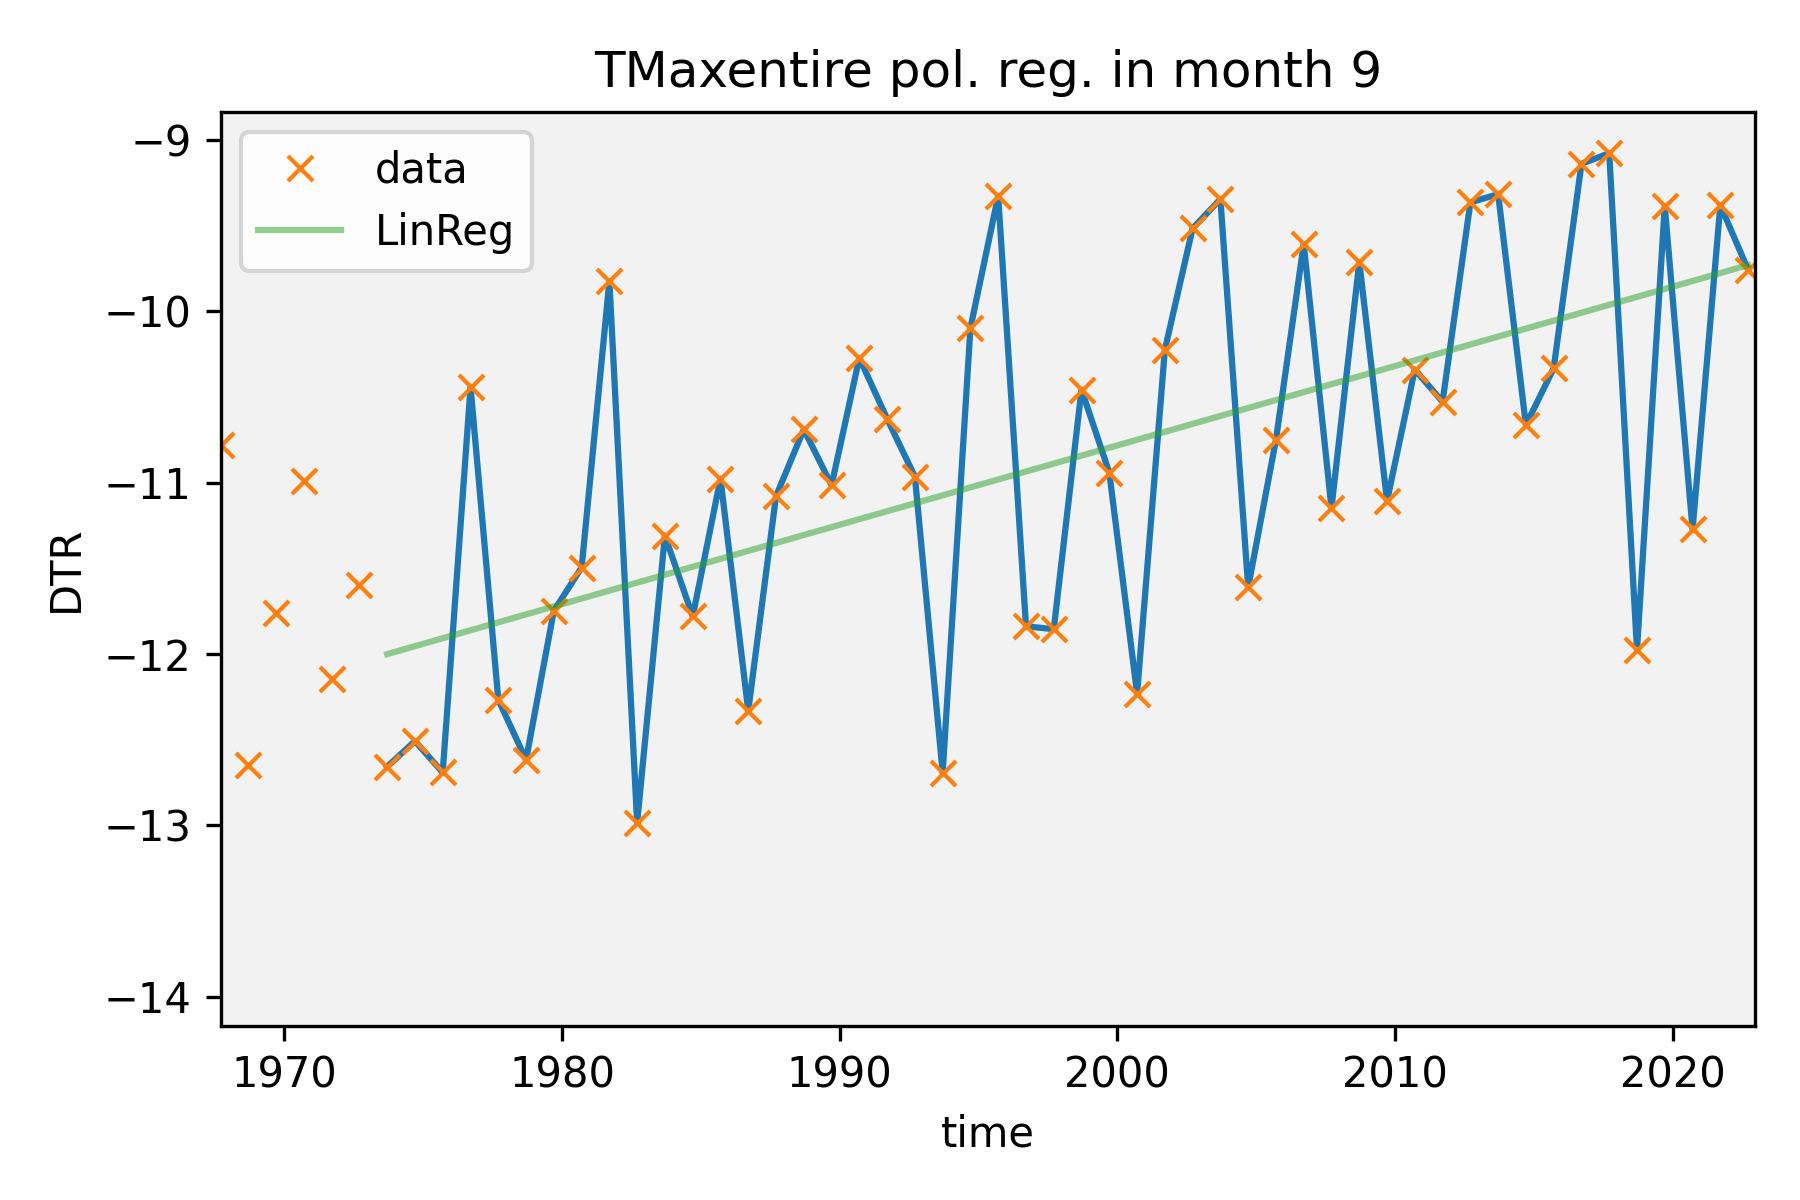 TMaxentire pol. reg. in month 9
data
LinReg
DTR
−9
−10
−11
−12
−13
−14
1970 1980 1990 2000 2010 2020
time